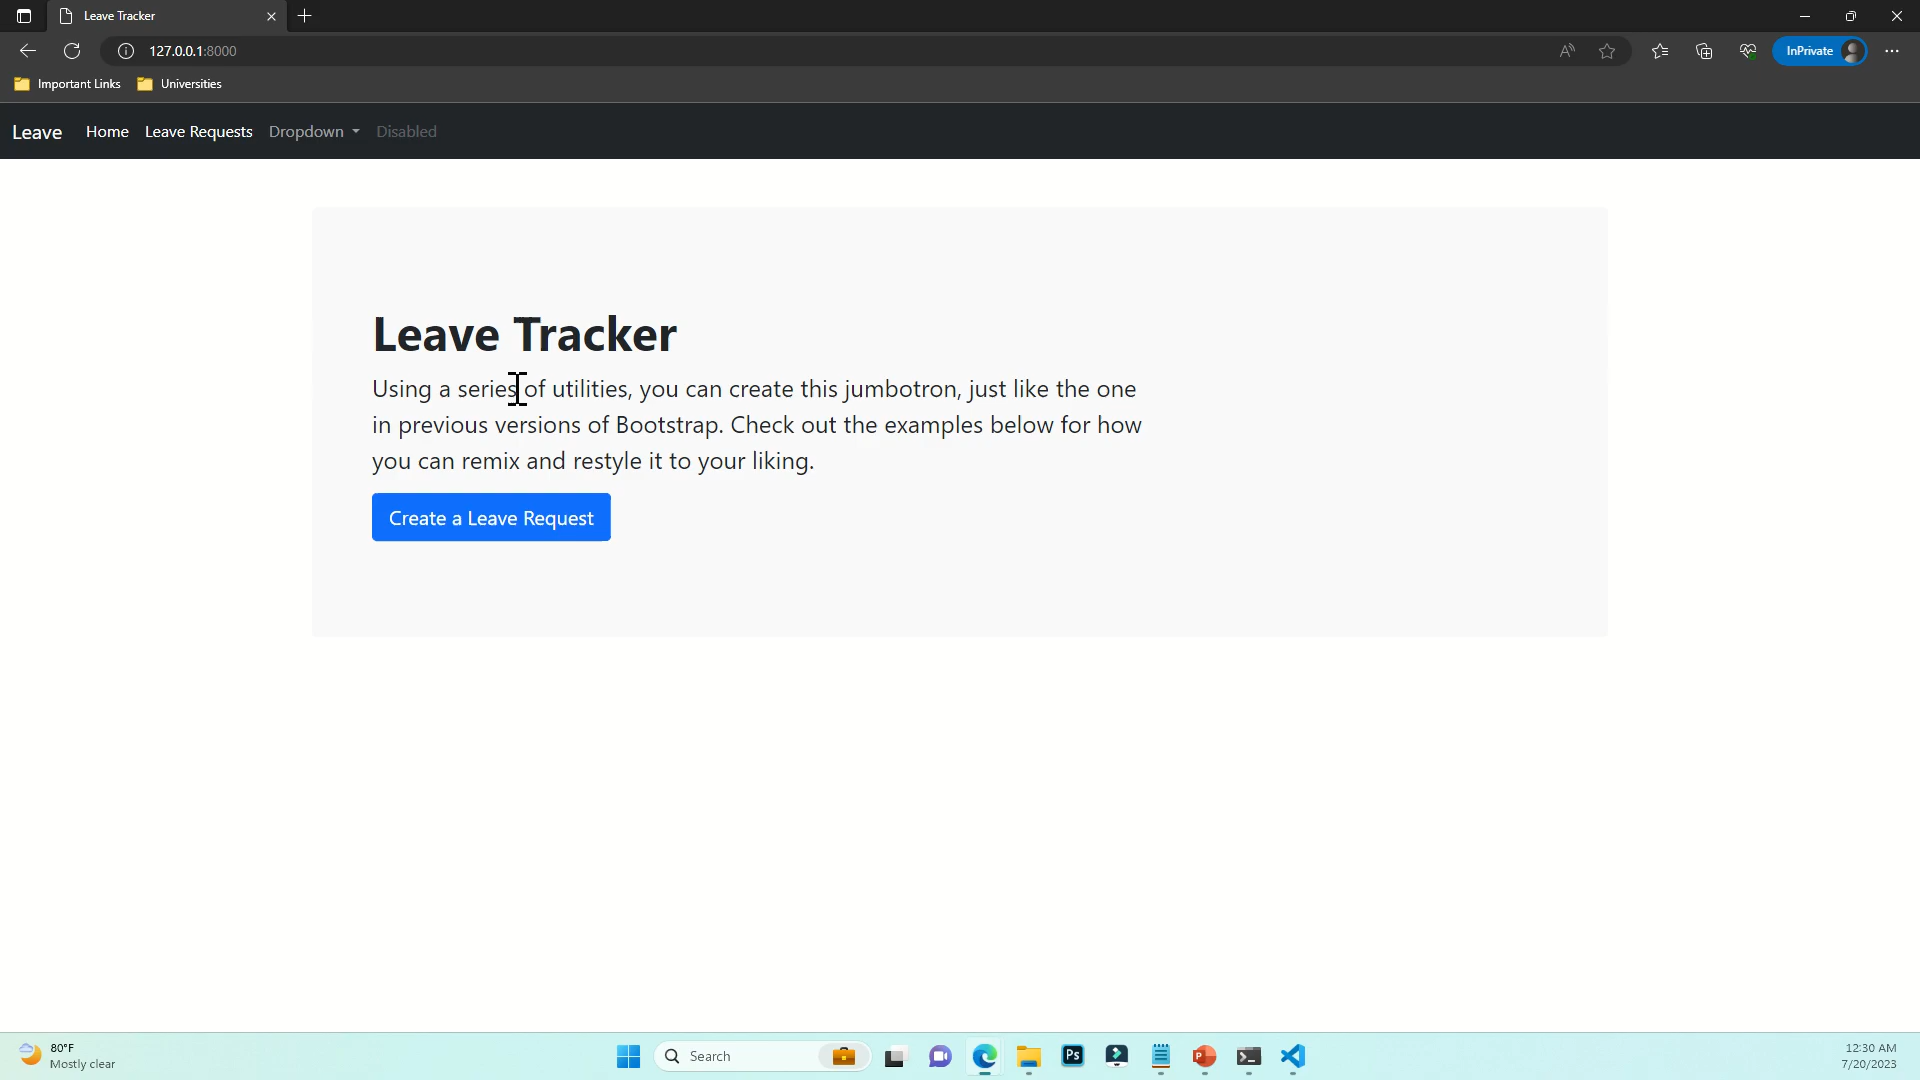 Leave Tracker
127.0.0.1:8000
InPrivate
Important Links
Universities
Leave
Home
Leave Requests
Dropdown
Disabled
Leave Tracker
Using a series of utilities, you can create this jumbotron, just like the one
in previous versions of Bootstrap. Check out the examples below for how
you can remix and restyle it to your liking.
Create a Leave Request
80°F
Mostly clear
Search
Ps
P
12:30 AM
7/20/2023